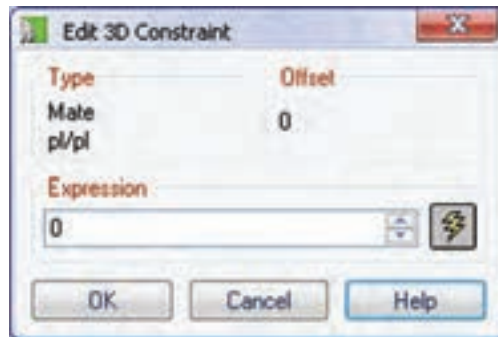 Edit 3D Constraint
Type Offset
Mate 0
pl/pl
Expression
0
OK Cancel Help